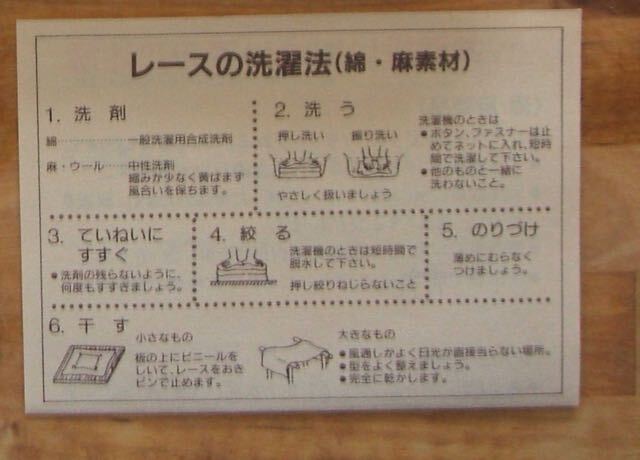 レースの洗濯法(綿・麻素材)
1. 洗剤
綿…………一般洗濯用合成洗剤
麻・ウール……中性洗剤
縮みが少なく黄ばまず
風合いを保ちます。
2. 洗う
押し洗い 振り洗い
やさしく扱いましょう
洗濯機のときは
●ボタン、ファスナーは止
めてネットに入れ、短時
間で洗濯して下さい。
●他のものと一緒に
洗わないこと。
3. ていねいに
すすぐ
●洗剤の残らないように、
何度もすすぎましょう。
4. 絞る
洗濯機のときは短時間で
脱水して下さい。
押し絞りねじらないこと
5. のりづけ
薄めにむらなく
つけましょう。
6. 干す
小さなもの
板の上にビニールを
しいて、レースをおき
ピンで止めます。
大きなもの
●風通しがよく日光が直接当らない場所。
●型をよく整えましょう。
●完全に乾かします。